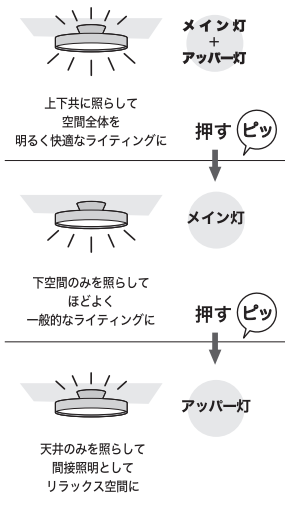 メイン灯
+
アッパー灯
上下共に照らして
空間全体を
明るく快適なライティングに
押す ピッ
メイン灯
下空間のみを照らして
ほどよく
一般的なライティングに
押す ピッ
アッパー灯
天井のみを照らして
間接照明として
リラックス空間に